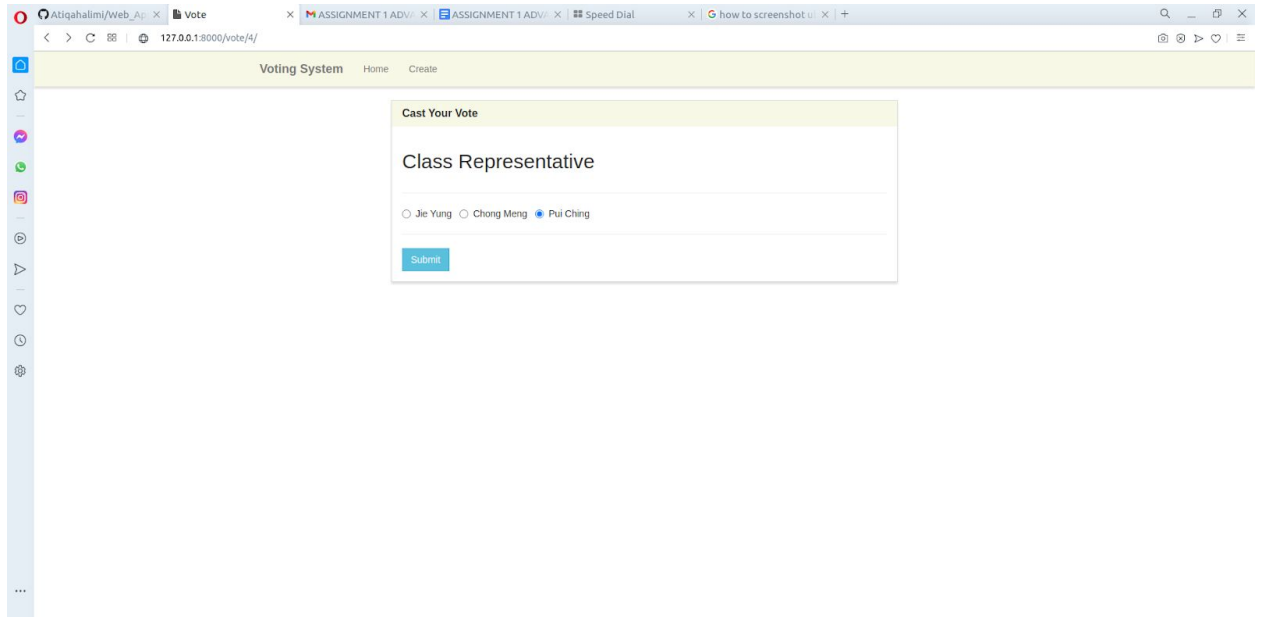 Atiqahalimi/Web_Ap
Vote
ASSIGNMENT 1 ADV
ASSIGNMENT 1 ADV
Speed Dial
G how to screenshot u
127.0.0.1:8000/vote/4/
Voting System Home Create
Cast Your Vote
Class Representative
Jie Yung Chong Meng Pui Ching
Submit